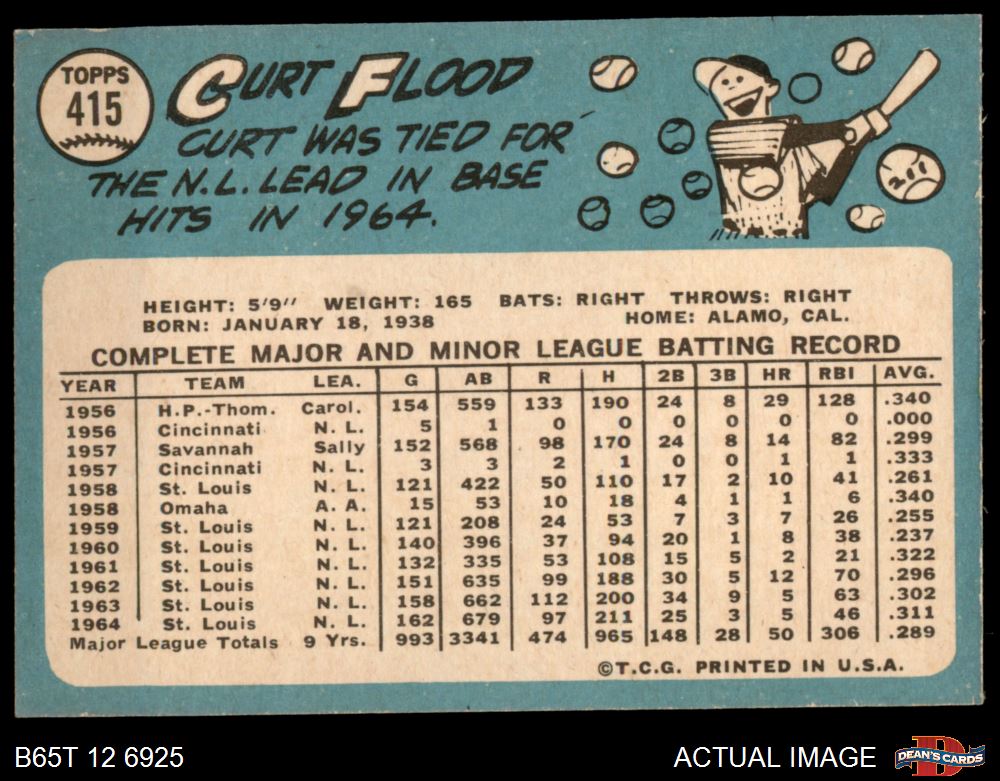 TOPPS
415
CURT FLOOD
CURT WAS TIED FOR
THE N.L. LEAD IN BASE
HITS IN 1964.
211
HEIGHT: 5'9" WEIGHT: 165 BATS: RIGHT THROWS: RIGHT
BORN: JANUARY 18, 1938 HOME: ALAMO, CAL.
COMPLETE MAJOR AND MINOR LEAGUE BATTING RECORD
YEAR TEAM LEA. G AB R H 2B 3B HR RBI AVG.
1956 H.P.-Thom. Carol. 154 559 133 190 24 8 29 128 .340
1956 Cincinnati N. L. 5 1 0 0 0 0 0 0 .000
1957 Savannah Sally 152 568 98 170 24 8 14 82 .299
1957 Cincinnati N. L. 3 3 2 1 0 0 1 1 .333
1958 St. Louis N. L. 121 422 50 110 17 2 10 41 .261
1958 Omaha A. A. 15 53 10 18 4 1 1 6 .340
1959 St. Louis N. L. 121 208 24 53 7 3 7 26 .255
1960 St. Louis N. L. 140 396 37 94 20 1 8 38 .237
1961 St. Louis N. L. 132 335 53 108 15 5 2 21 .322
1962 St. Louis N. L. 151 635 99 188 30 5 12 70 .296
1963 St. Louis N. L. 158 662 112 200 34 9 5 63 .302
1964 St. Louis N. L. 162 679 97 211 25 3 5 46 .311
Major League Totals 9 Yrs. 993 3341 474 965 148 28 50 306 .289
©T.C.G. PRINTED IN U.S.A.
B65T 12 6925 ACTUAL IMAGE
D
DEAN'S CARDS